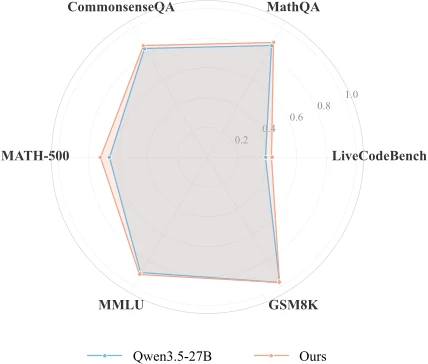 CommonsenseQA
MathQA
1.0
0.8
0.6
0.4
0.2
MATH-500
LiveCodeBench
MMLU
GSM8K
Qwen3.5-27B
Ours